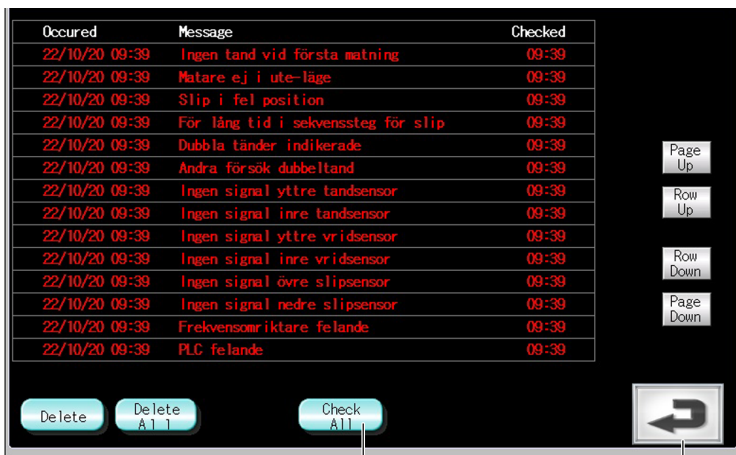 Occured Message Checked
22/10/20 09:39 Ingen tand vid första matning 09:39
22/10/20 09:39 Matare ej i ute-läge 09:39
22/10/20 09:39 Slip i fel position 09:39
22/10/20 09:39 För lång tid i sekvenssteg för slip 09:39
22/10/20 09:39 Dubbla tänder indikerade 09:39
22/10/20 09:39 Andra försök dubbeltand 09:39
22/10/20 09:39 Ingen signal yttre tandsensor 09:39
22/10/20 09:39 Ingen signal inre tandsensor 09:39
22/10/20 09:39 Ingen signal yttre vridsensor 09:39
22/10/20 09:39 Ingen signal inre vridsensor 09:39
22/10/20 09:39 Ingen signal övre slipsensor 09:39
22/10/20 09:39 Ingen signal nedre slipsensor 09:39
22/10/20 09:39 Frekvensomriktare felande 09:39
22/10/20 09:39 PLC felande 09:39
Page
Up
Row
Up
Row
Down
Page
Down
Delete
Delete
All
Check
All